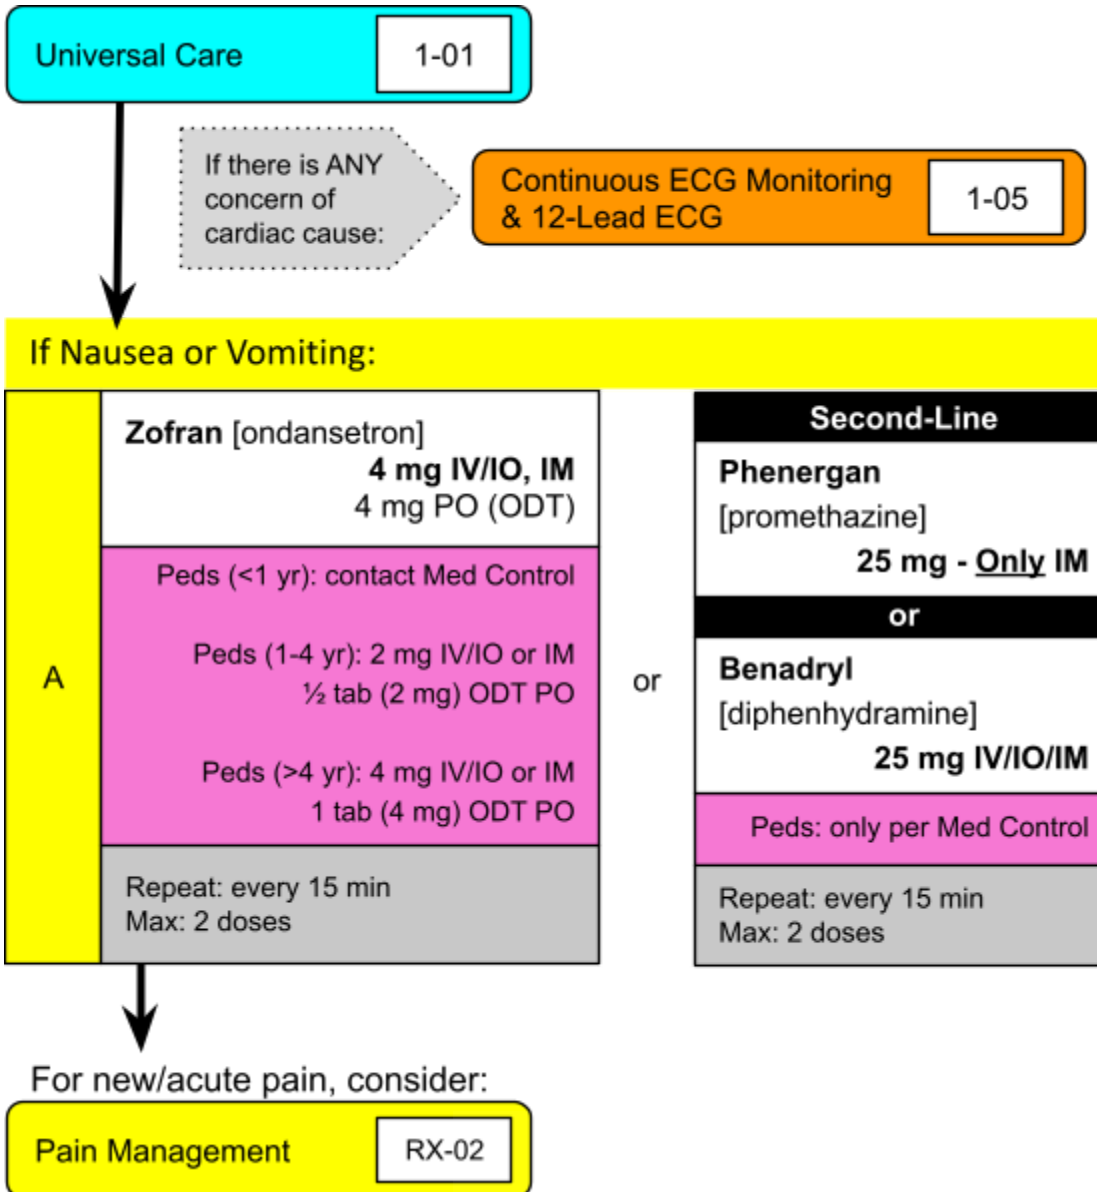 Universal Care
1-01
If there is ANY
concern of
cardiac cause:
Continuous ECG Monitoring
& 12-Lead ECG
1-05
If Nausea or Vomiting:
A
Zofran [ondansetron]
4 mg IV/IO, IM
4 mg PO (ODT)
Peds (<1 yr): contact Med Control
Peds (1-4 yr): 2 mg IV/IO or IM
½ tab (2 mg) ODT PO
Peds (>4 yr): 4 mg IV/IO or IM
1 tab (4 mg) ODT PO
Repeat: every 15 min
Max: 2 doses
or
Second-Line
Phenergan
[promethazine]
25 mg - Only IM
or
Benadryl
[diphenhydramine]
25 mg IV/IO/IM
Peds: only per Med Control
Repeat: every 15 min
Max: 2 doses
For new/acute pain, consider:
Pain Management
RX-02